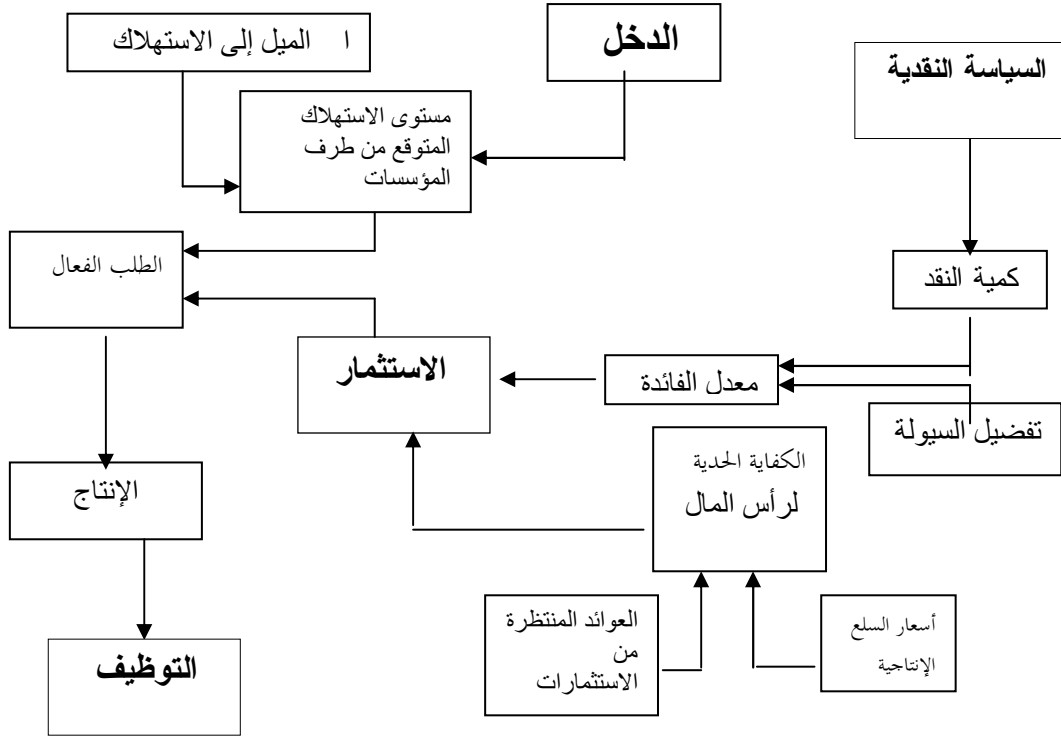 السياسة النقدية
الدخل
ا الميل إلى الاستهلاك
مستوى الاستهلاك
المتوقع من طرف
المؤسسات
كمية النقد
الطلب الفعال
معدل الفائدة
الاستثمار
تفضيل السيولة
الكفاية الحدية
لرأس المال
الإنتاج
أسعار السلع
الإنتاجية
العوائد المنتظرة
من
الاستثمارات
التوظيف